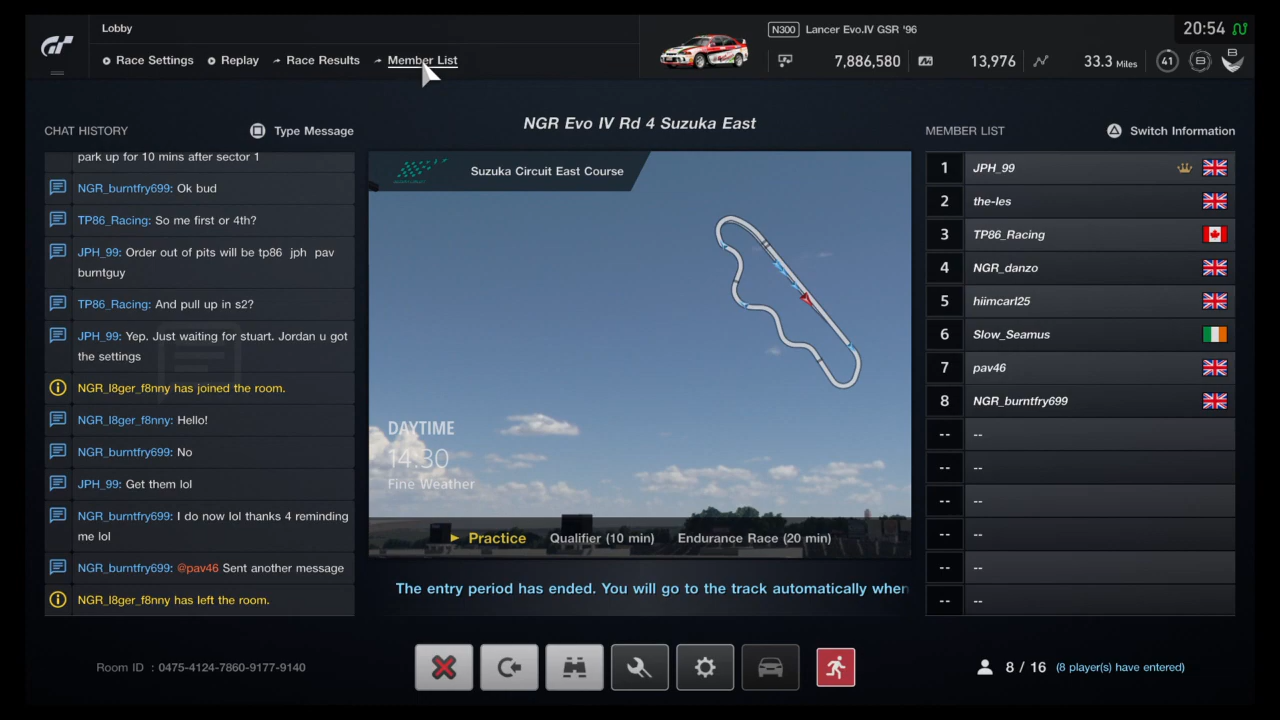 Lobby
Race Settings
Replay
Race Results
Member List
N300
Lancer Evo.IV GSR '96
7,886,580
13,976
33.3 Miles
41
B
20:54
CHAT HISTORY
Type Message
park up for 10 mins after sector 1
NGR_burntfry699: Ok bud
TP86_Racing: So me first or 4th?
JPH_99: Order out of pits will be tp86 jph pav
burntguy
TP86_Racing: And pull up in s2?
JPH_99: Yep. Just waiting for stuart. Jordan u got
the settings
NGR_l8ger_f8nny has joined the room.
NGR_l8ger_f8nny: Hello!
NGR_burntfry699: No
JPH_99: Get them lol
NGR_burntfry699: I do now lol thanks 4 reminding
me lol
NGR_burntfry699: @pav46 Sent another message
NGR_l8ger_f8nny has left the room.
NGR Evo IV Rd 4 Suzuka East
Suzuka Circuit East Course
DAYTIME
14:30
Fine Weather
Practice
Qualifier (10 min)
Endurance Race (20 min)
The entry period has ended. You will go to the track automatically when
MEMBER LIST
Switch Information
1 JPH_99
2 the-les
3 TP86_Racing
4 NGR_danzo
5 hiimcarl25
6 Slow_Seamus
7 pav46
8 NGR_burntfry699
-- --
-- --
-- --
-- --
-- --
-- --
Room ID : 0475-4124-7860-9177-9140
8 / 16 (8 player(s) have entered)